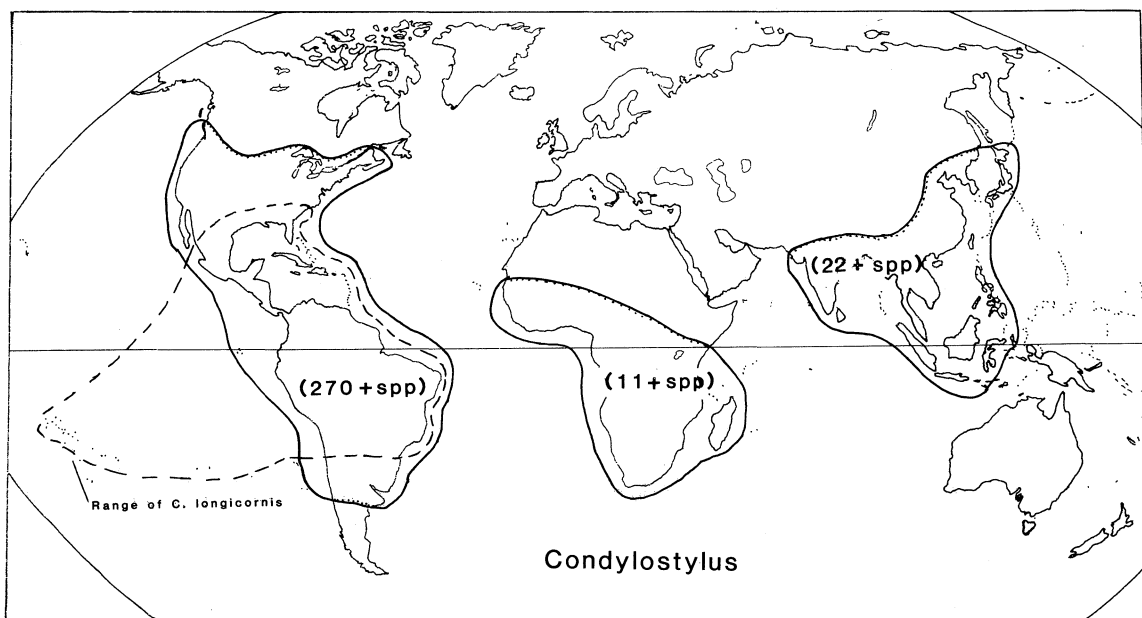 (22+ spp)
(270 +spp)
(11+spp)
Range of C. longicornis
Condylostylus